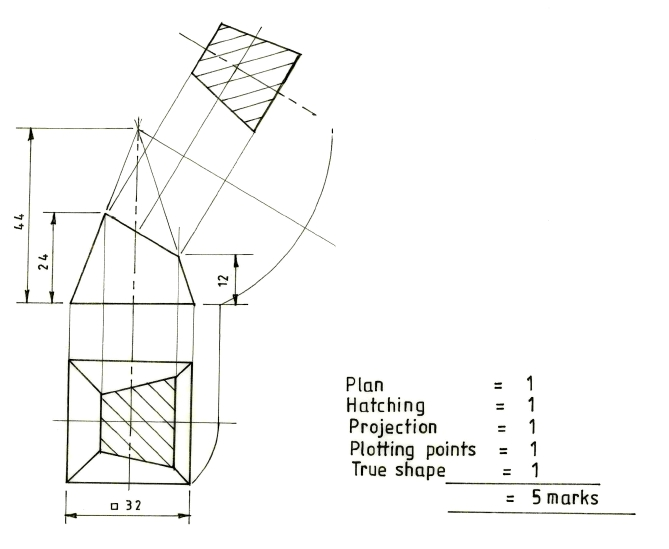 44
24
12
□ 32
Plan = 1
Hatching = 1
Projection = 1
Plotting points = 1
True shape = 1
= 5 marks